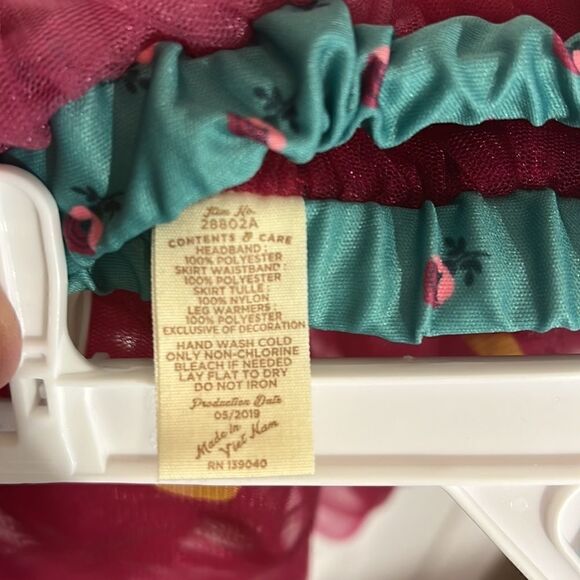 Item No.
28802A
CONTENTS & CARE
HEADBAND:
100% POLYESTER
SKIRT WAISTBAND:
100% POLYESTER
SKIRT TULLE:
100% NYLON
LEG WARMERS:
100% POLYESTER
EXCLUSIVE OF DECORATION
HAND WASH COLD
ONLY NON-CHLORINE
BLEACH IF NEEDED
LAY FLAT TO DRY
DO NOT IRON
Production Date
05/2019
Made in
Viet Nam
RN 139040